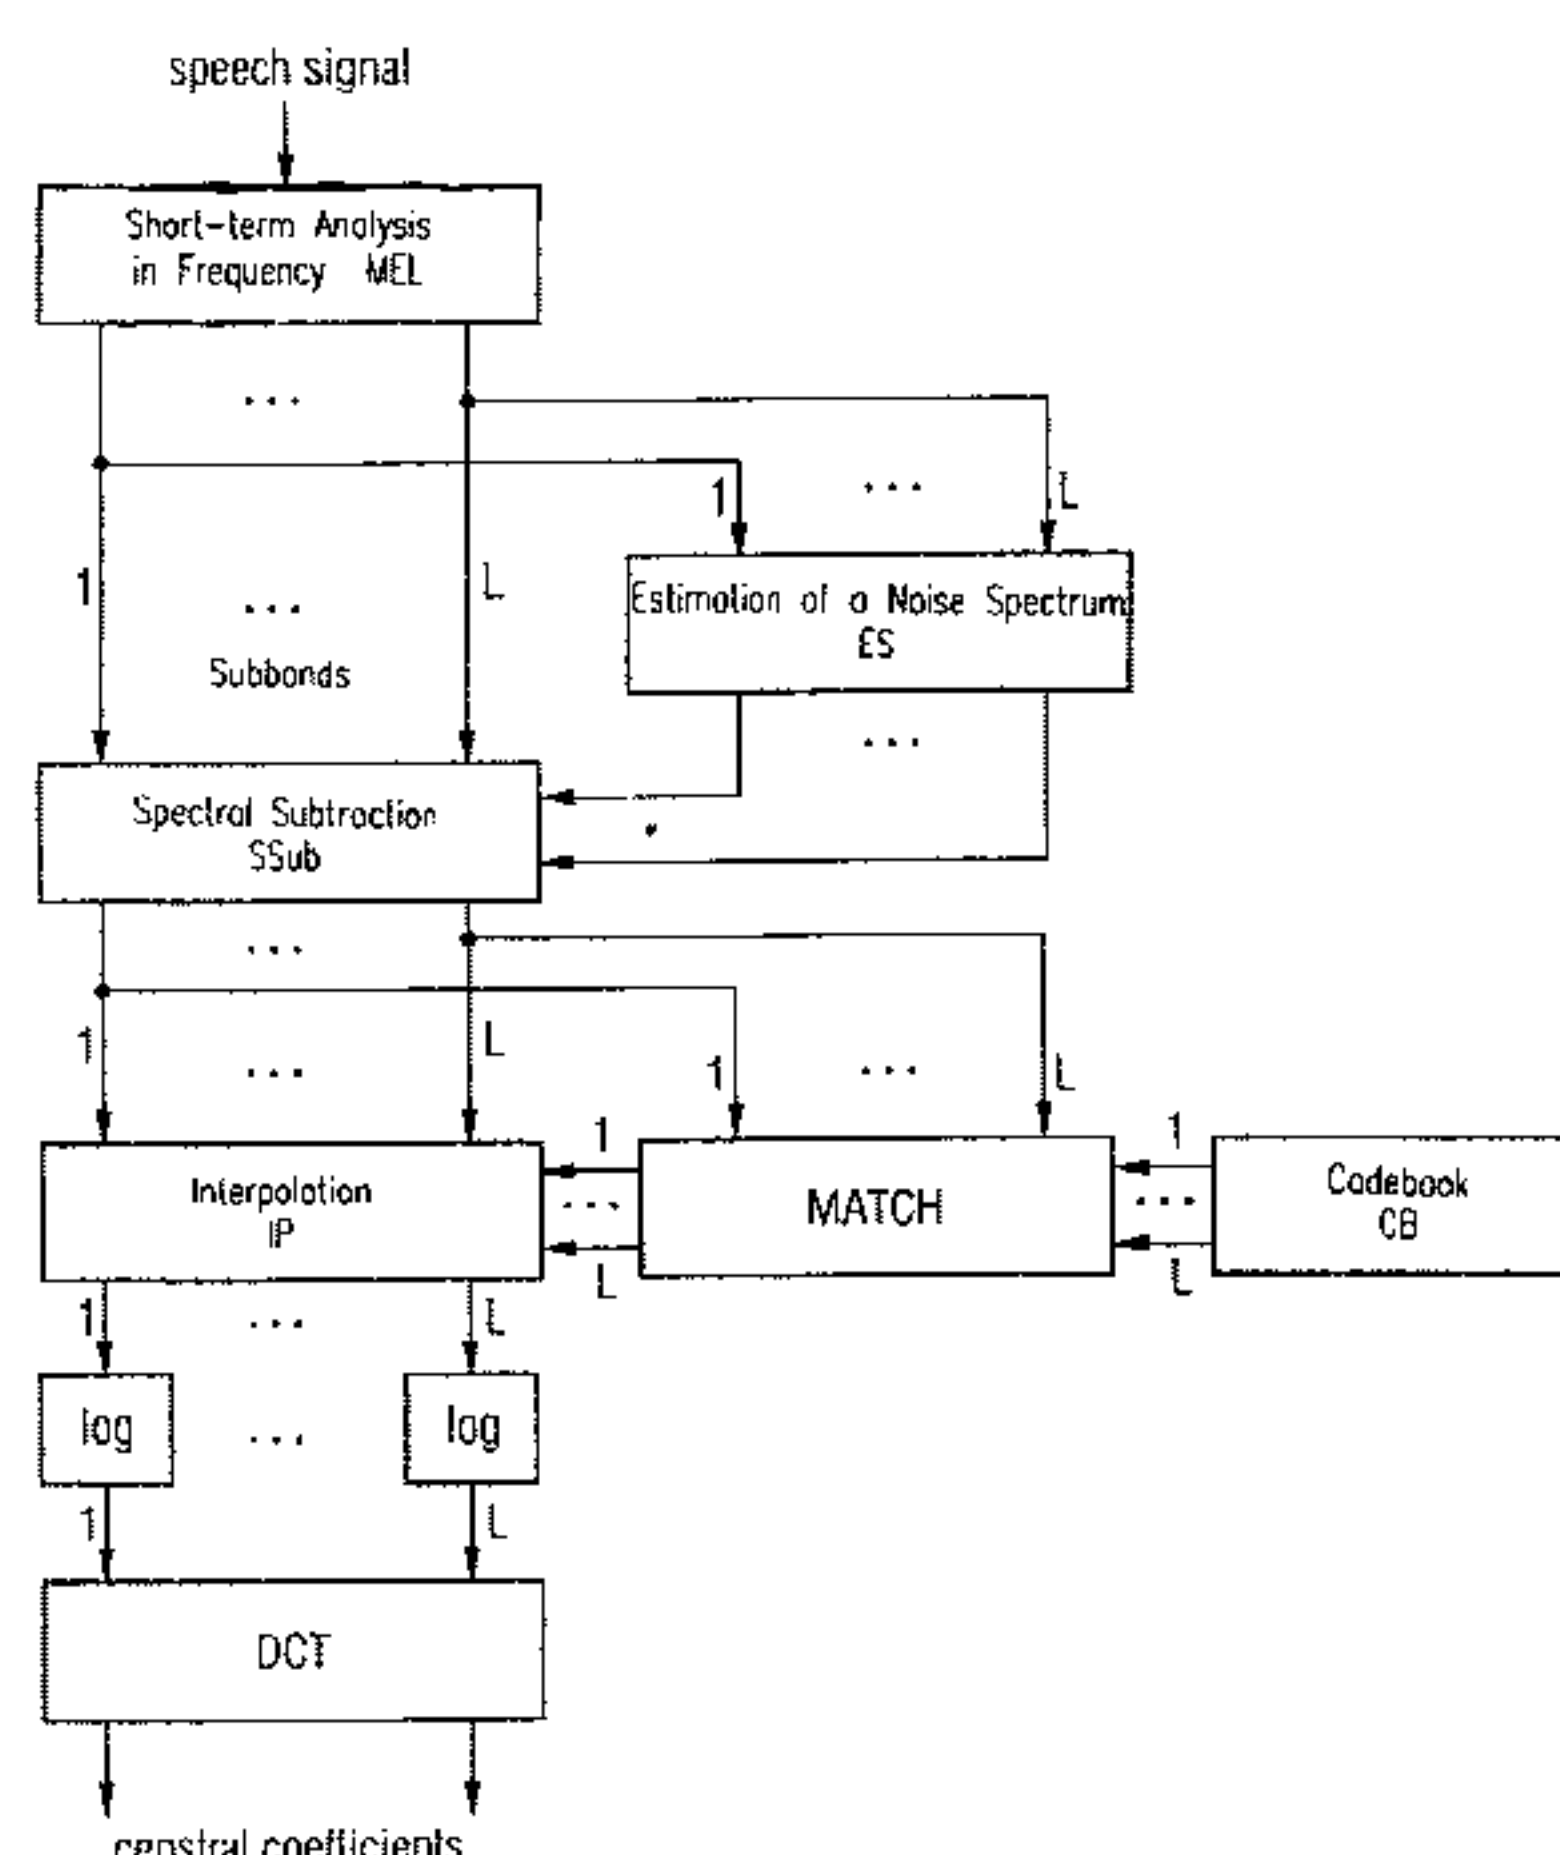 speech signal
Short-term Analysis
in Frequency MEL
...
1
...
L
1
...
L
Subbands
Estimation of a Noise Spectrum
ES
...
Spectral Subtraction
SSub
...
1
L
...
1
...
L
1
...
L
1
...
L
Interpolation
IP
MATCH
Codebook
CB
1
...
L
log
...
log
1
L
DCT
cepstral coefficients